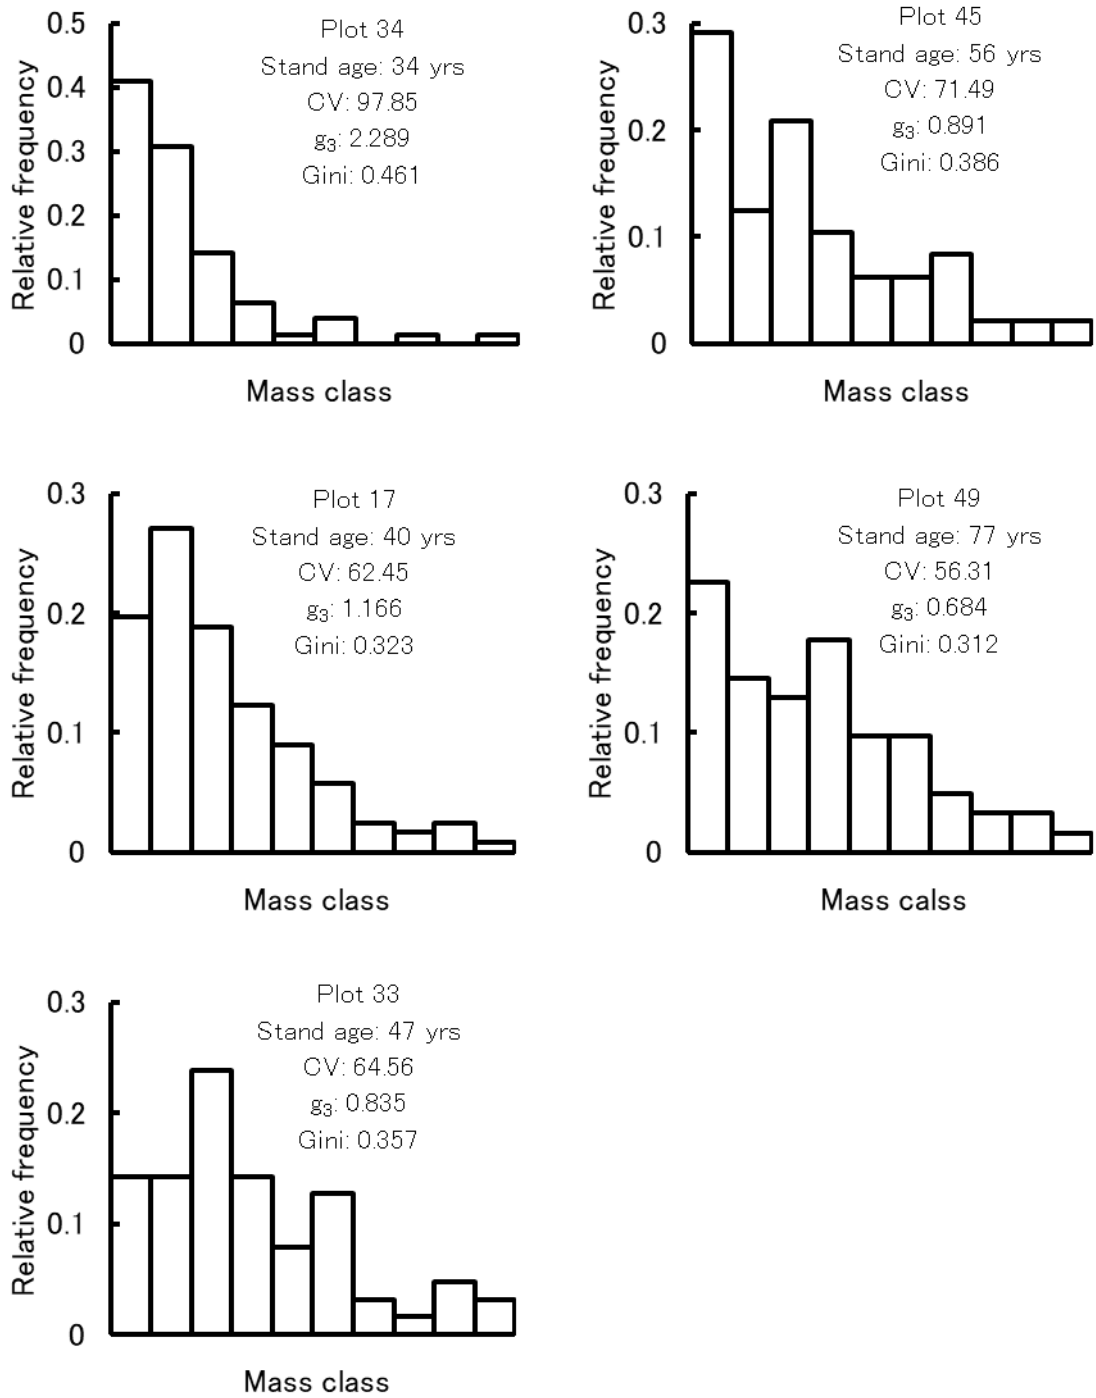 Plot 34
Stand age: 34 yrs
CV: 97.85
g3: 2.289
Gini: 0.461
Relative frequency
0.5
0.4
0.3
0.2
0.1
0
Mass class
Plot 45
Stand age: 56 yrs
CV: 71.49
g3: 0.891
Gini: 0.386
Relative frequency
0.3
0.2
0.1
0
Mass class
Plot 17
Stand age: 40 yrs
CV: 62.45
g3: 1.166
Gini: 0.323
Relative frequency
0.3
0.2
0.1
0
Mass class
Plot 49
Stand age: 77 yrs
CV: 56.31
g3: 0.684
Gini: 0.312
Relative frequency
0.3
0.2
0.1
0
Mass calss
Plot 33
Stand age: 47 yrs
CV: 64.56
g3: 0.835
Gini: 0.357
Relative frequency
0.3
0.2
0.1
0
Mass class